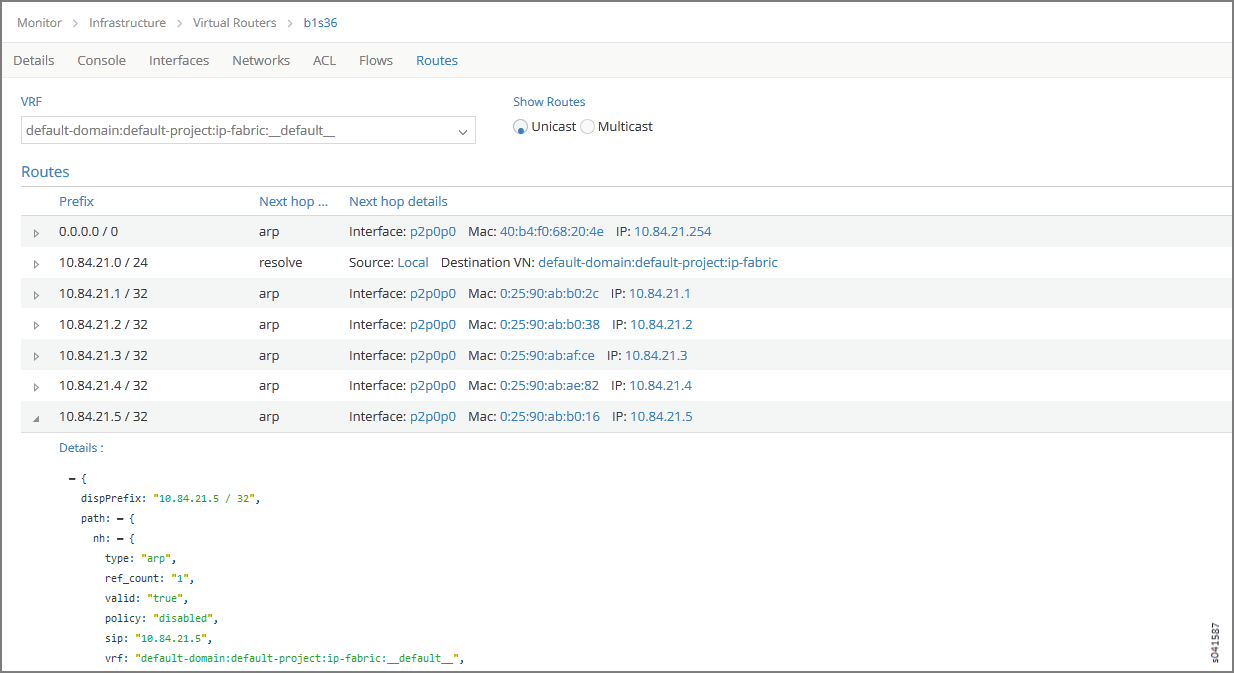 Monitor > Infrastructure > Virtual Routers > b1s36
Details Console Interfaces Networks ACL Flows Routes
VRF Show Routes
default-domain:default-project:ip-fabric:__default__ Unicast Multicast
Routes
Prefix Next hop ... Next hop details
0.0.0.0 / 0 arp Interface: p2p0p0 Mac: 40:b4:f0:68:20:4e IP: 10.84.21.254
10.84.21.0 / 24 resolve Source: Local Destination VN: default-domain:default-project:ip-fabric
10.84.21.1 / 32 arp Interface: p2p0p0 Mac: 0:25:90:ab:b0:2c IP: 10.84.21.1
10.84.21.2 / 32 arp Interface: p2p0p0 Mac: 0:25:90:ab:b0:38 IP: 10.84.21.2
10.84.21.3 / 32 arp Interface: p2p0p0 Mac: 0:25:90:ab:af:ce IP: 10.84.21.3
10.84.21.4 / 32 arp Interface: p2p0p0 Mac: 0:25:90:ab:ae:82 IP: 10.84.21.4
10.84.21.5 / 32 arp Interface: p2p0p0 Mac: 0:25:90:ab:b0:16 IP: 10.84.21.5
Details :
− {
dispPrefix: "10.84.21.5 / 32",
path: − {
nh: − {
type: "arp",
ref_count: "1",
valid: "true",
policy: "disabled",
sip: "10.84.21.5",
vrf: "default-domain:default-project:ip-fabric:__default__",
s041587